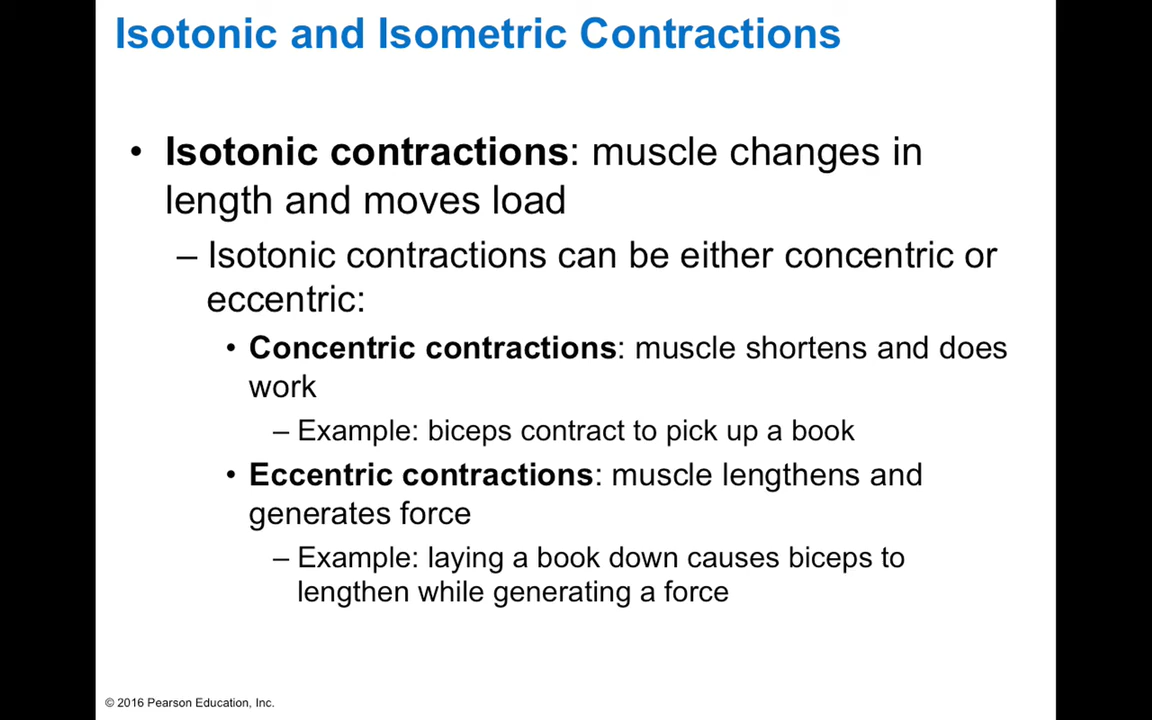 Isotonic and Isometric Contractions
• Isotonic contractions: muscle changes in
length and moves load
– Isotonic contractions can be either concentric or
eccentric:
• Concentric contractions: muscle shortens and does
work
– Example: biceps contract to pick up a book
• Eccentric contractions: muscle lengthens and
generates force
– Example: laying a book down causes biceps to
lengthen while generating a force
© 2016 Pearson Education, Inc.